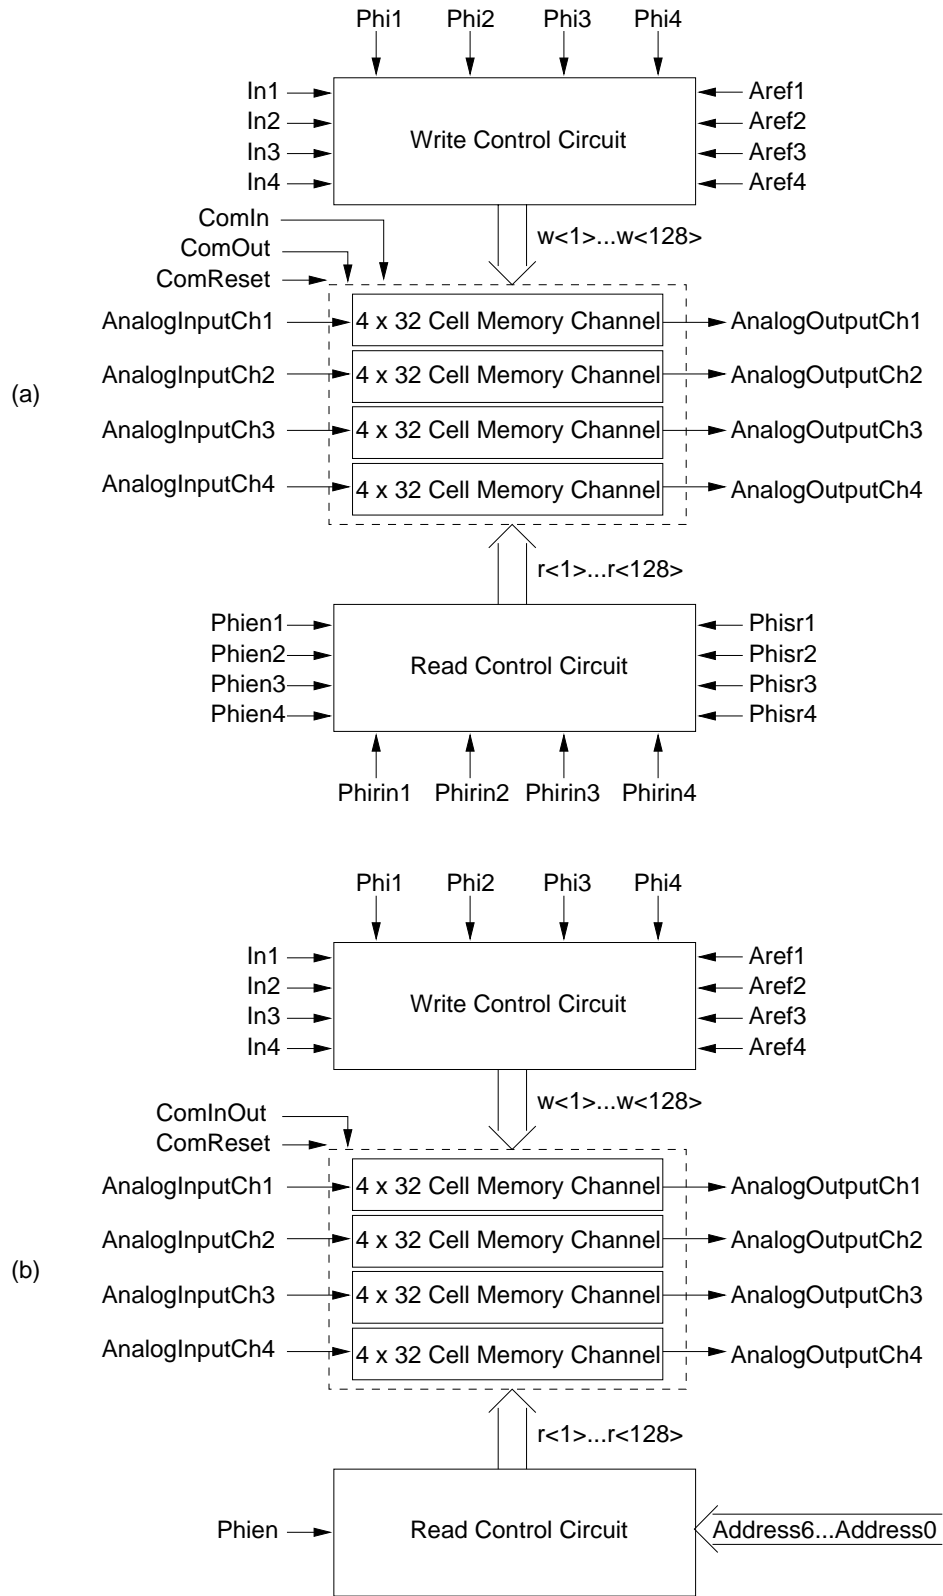 Phi1 Phi2 Phi3 Phi4
In1 Aref1
In2 Aref2
Write Control Circuit
In3 Aref3
In4 Aref4
ComIn
w<1>...w<128>
ComOut
ComReset
AnalogInputCh1 4 x 32 Cell Memory Channel AnalogOutputCh1
AnalogInputCh2 4 x 32 Cell Memory Channel AnalogOutputCh2
(a)
AnalogInputCh3 4 x 32 Cell Memory Channel AnalogOutputCh3
AnalogInputCh4 4 x 32 Cell Memory Channel AnalogOutputCh4
r<1>...r<128>
Phien1 Phisr1
Phien2 Phisr2
Read Control Circuit
Phien3 Phisr3
Phien4 Phisr4
Phirin1 Phirin2 Phirin3 Phirin4
Phi1 Phi2 Phi3 Phi4
In1 Aref1
In2 Aref2
Write Control Circuit
In3 Aref3
In4 Aref4
w<1>...w<128>
ComInOut
ComReset
AnalogInputCh1 4 x 32 Cell Memory Channel AnalogOutputCh1
AnalogInputCh2 4 x 32 Cell Memory Channel AnalogOutputCh2
(b)
AnalogInputCh3 4 x 32 Cell Memory Channel AnalogOutputCh3
AnalogInputCh4 4 x 32 Cell Memory Channel AnalogOutputCh4
r<1>...r<128>
Phien Read Control Circuit Address6...Address0